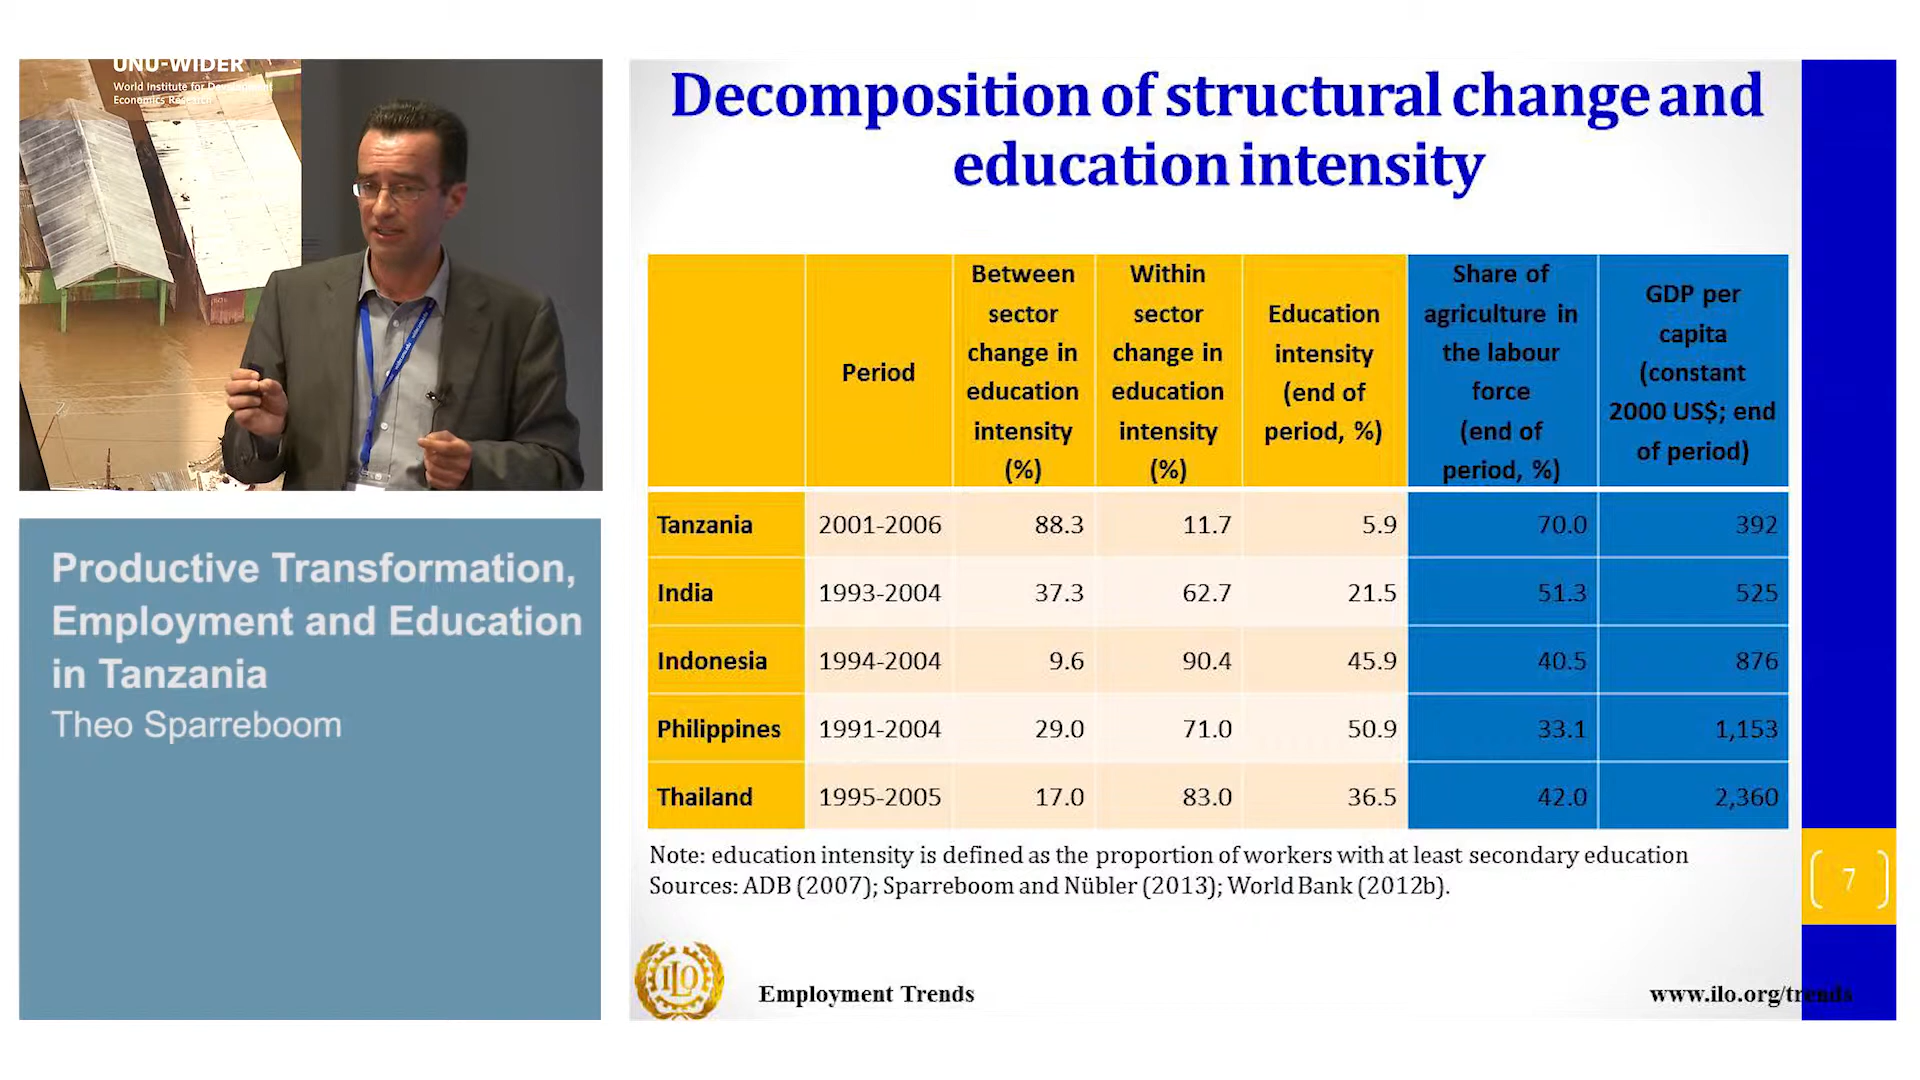 UNU-WIDER
World Institute for Development
Economics Research
Productive Transformation,
Employment and Education
in Tanzania
Theo Sparreboom
Decomposition of structural change and
education intensity
Period
Between
sector
change in
education
intensity
(%)
Within
sector
change in
education
intensity
(%)
Education
intensity
(end of
period, %)
Share of
agriculture in
the labour
force
(end of
period, %)
GDP per
capita
(constant
2000 US$; end
of period)
Tanzania 2001-2006 88.3 11.7 5.9 70.0 392
India 1993-2004 37.3 62.7 21.5 51.3 525
Indonesia 1994-2004 9.6 90.4 45.9 40.5 876
Philippines 1991-2004 29.0 71.0 50.9 33.1 1,153
Thailand 1995-2005 17.0 83.0 36.5 42.0 2,360
Note: education intensity is defined as the proportion of workers with at least secondary education
Sources: ADB (2007); Sparreboom and Nübler (2013); World Bank (2012b).
7
ILO
Employment Trends
www.ilo.org/trends